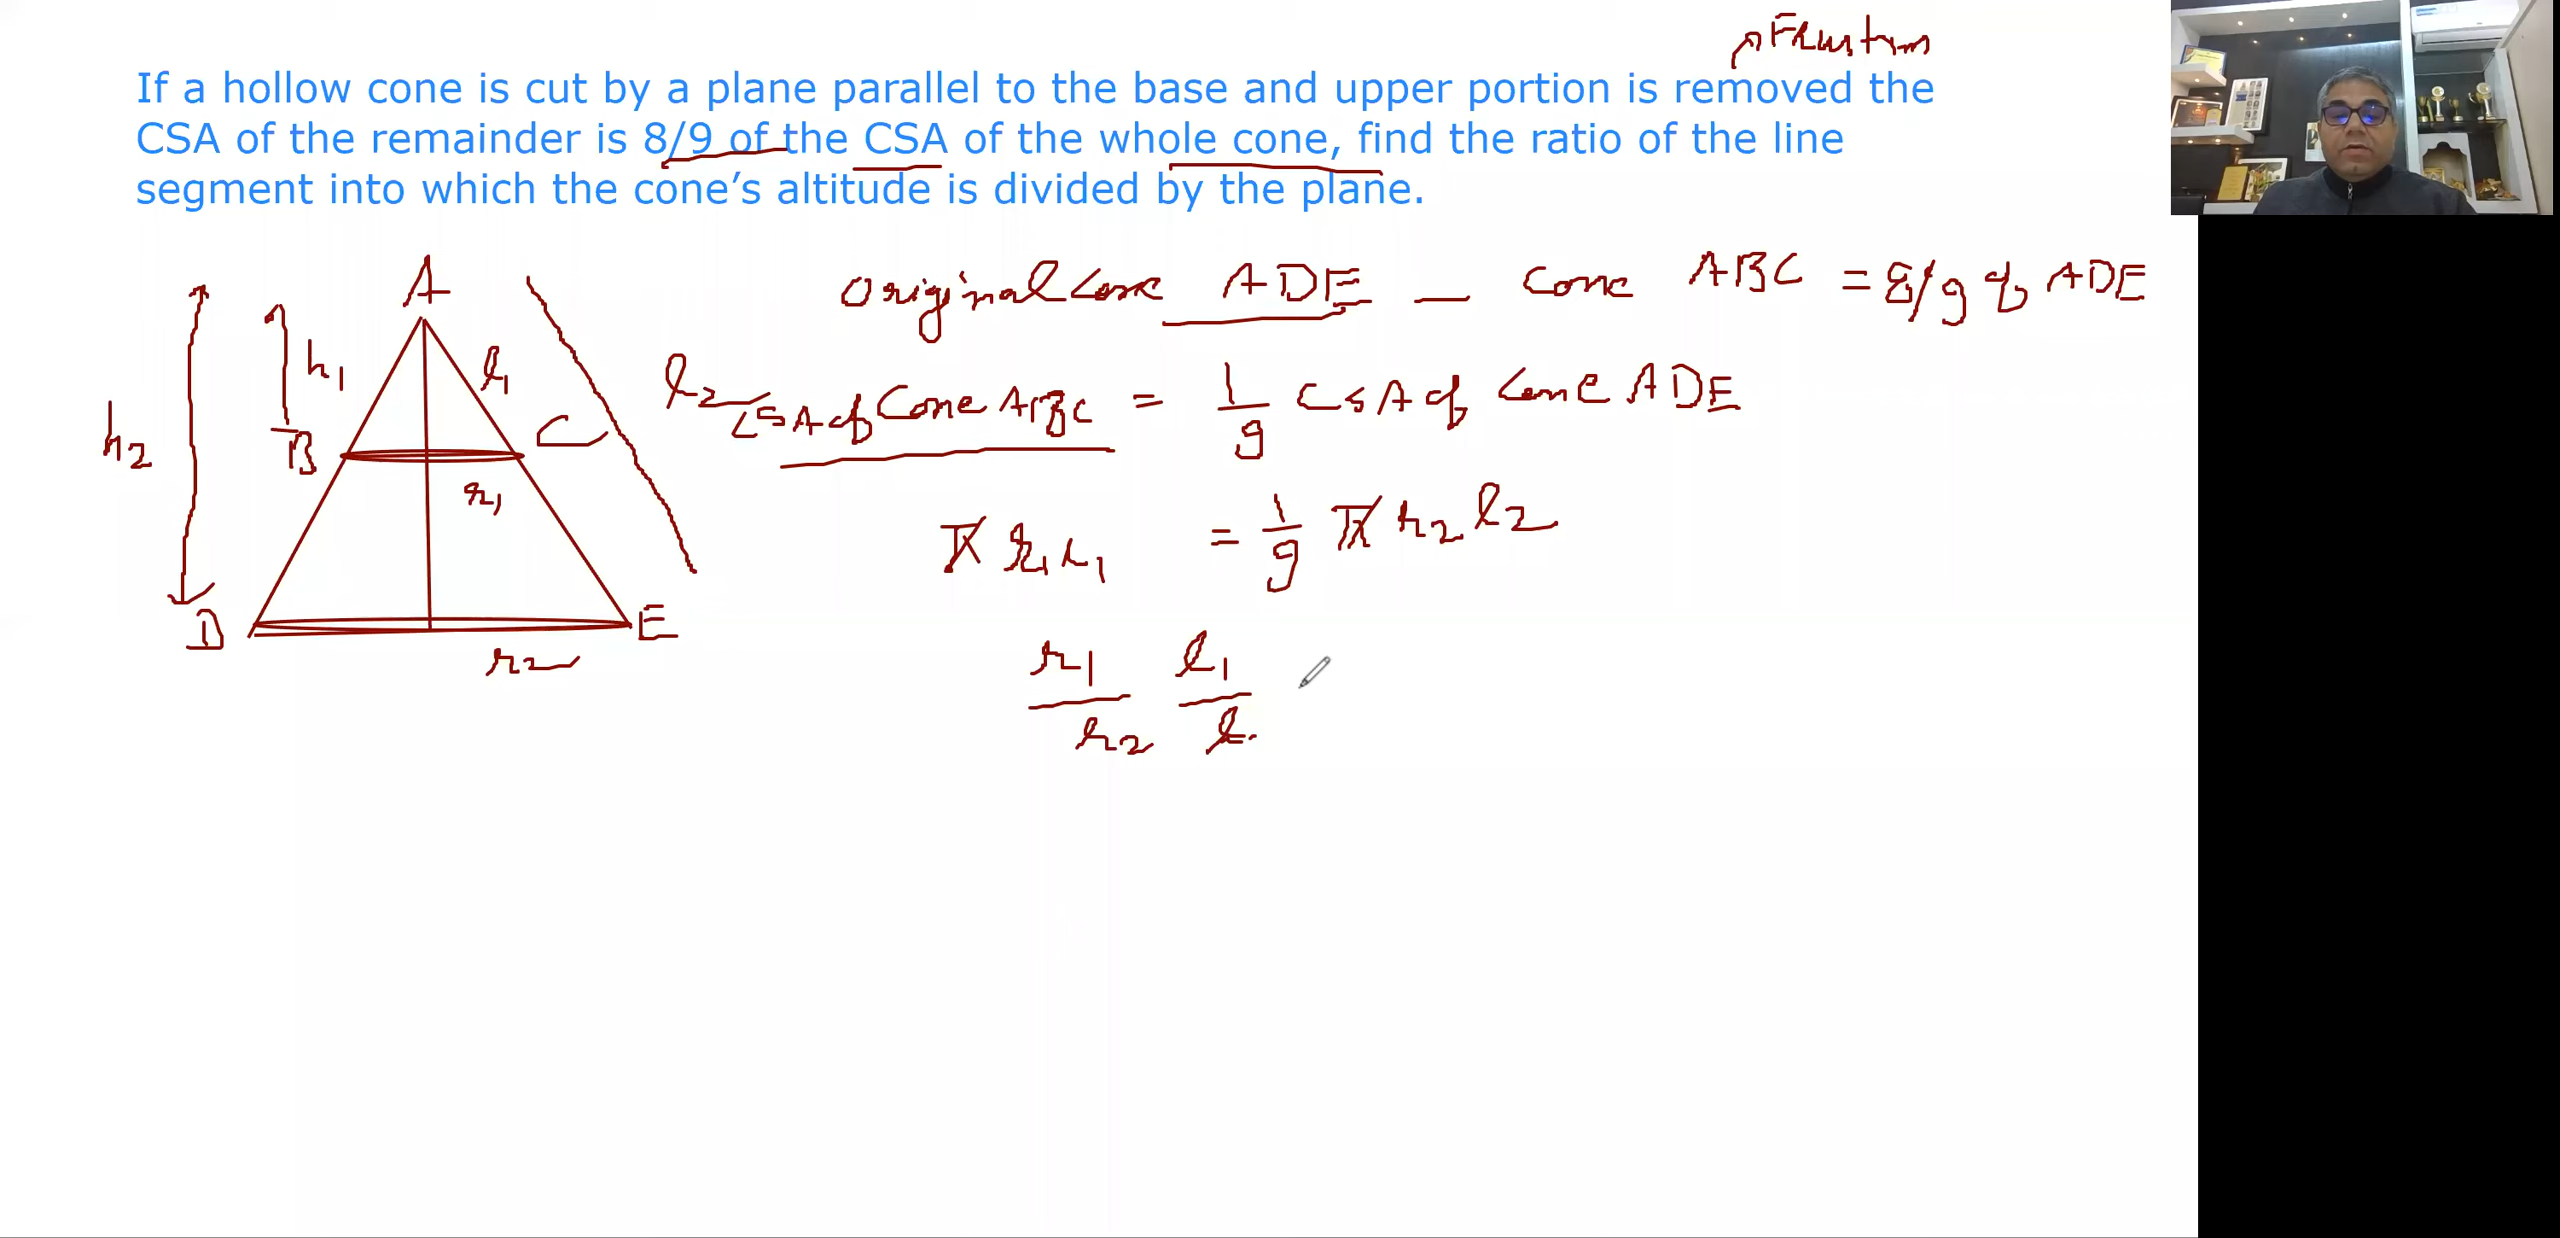 Frustum
If a hollow cone is cut by a plane parallel to the base and upper portion is removed the
CSA of the remainder is 8/9 of the CSA of the whole cone, find the ratio of the line
segment into which the cone’s altitude is divided by the plane.
A
h1
l1
h2
B
C
r1
D
E
r2
l2
Original Cone ADE – Cone ABC = 8/9 of ADE
CSA of Cone ABC = 1/9 CSA of Cone ADE
π r1 l1 = 1/9 π r2 l2
r1/r2 l1/l